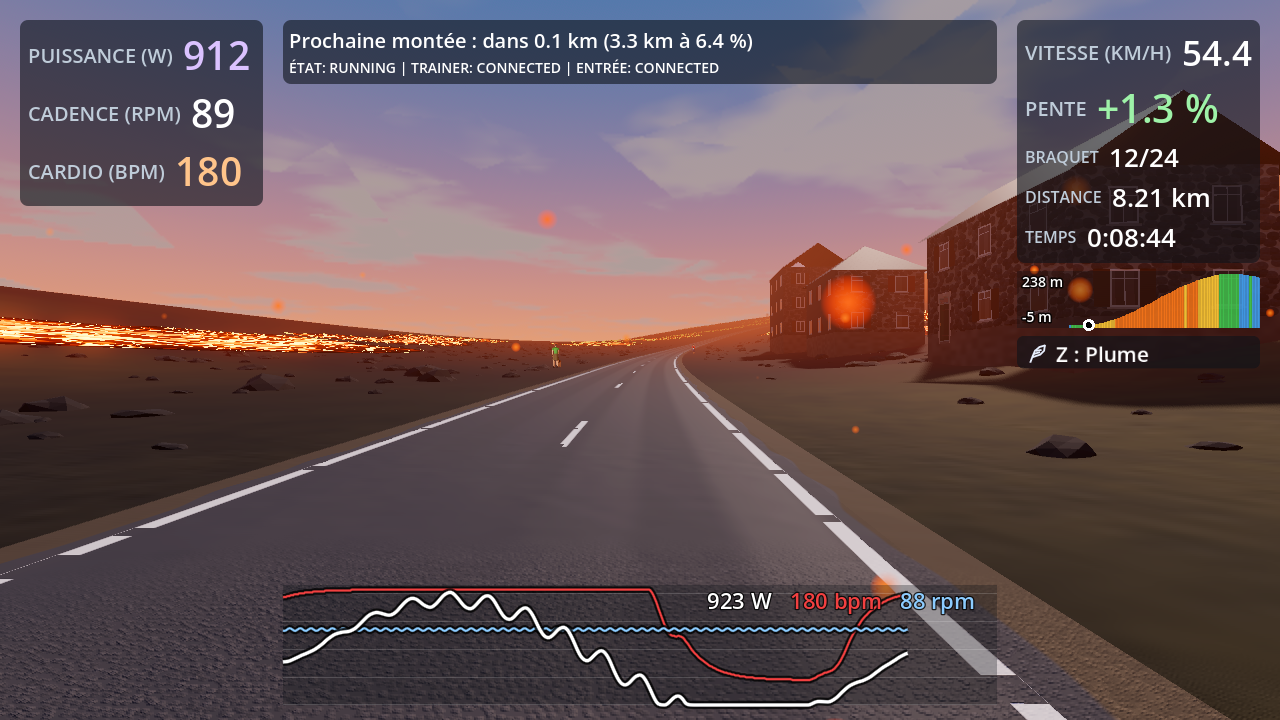 PUISSANCE (W) 912
CADENCE (RPM) 89
CARDIO (BPM) 180
Prochaine montée : dans 0.1 km (3.3 km à 6.4 %)
ÉTAT: RUNNING | TRAINER: CONNECTED | ENTRÉE: CONNECTED
VITESSE (KM/H) 54.4
PENTE +1.3 %
BRAQUET 12/24
DISTANCE 8.21 km
TEMPS 0:08:44
238 m
-5 m
Z : Plume
923 W 180 bpm 88 rpm